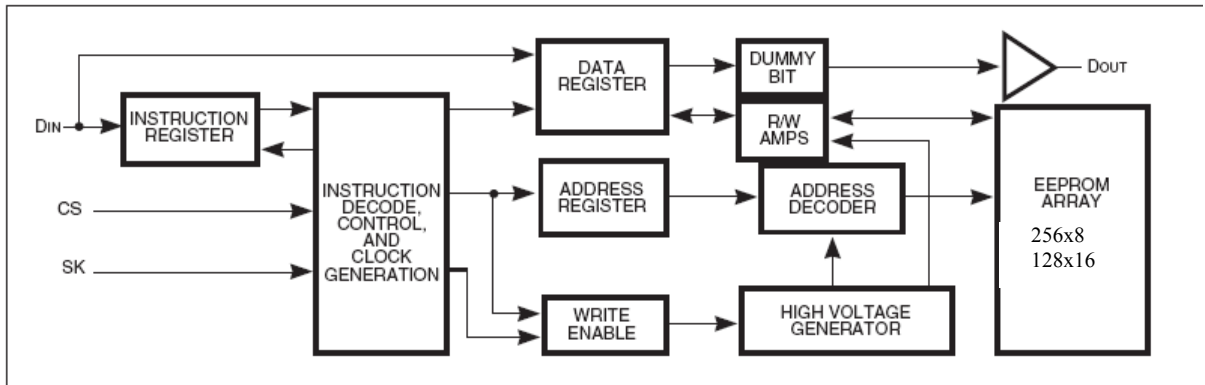 DIN
INSTRUCTION
REGISTER
CS
SK
INSTRUCTION
DECODE,
CONTROL,
AND
CLOCK
GENERATION
DATA
REGISTER
ADDRESS
REGISTER
WRITE
ENABLE
DUMMY
BIT
R/W
AMPS
ADDRESS
DECODER
HIGH VOLTAGE
GENERATOR
DOUT
EEPROM
ARRAY
256x8
128x16